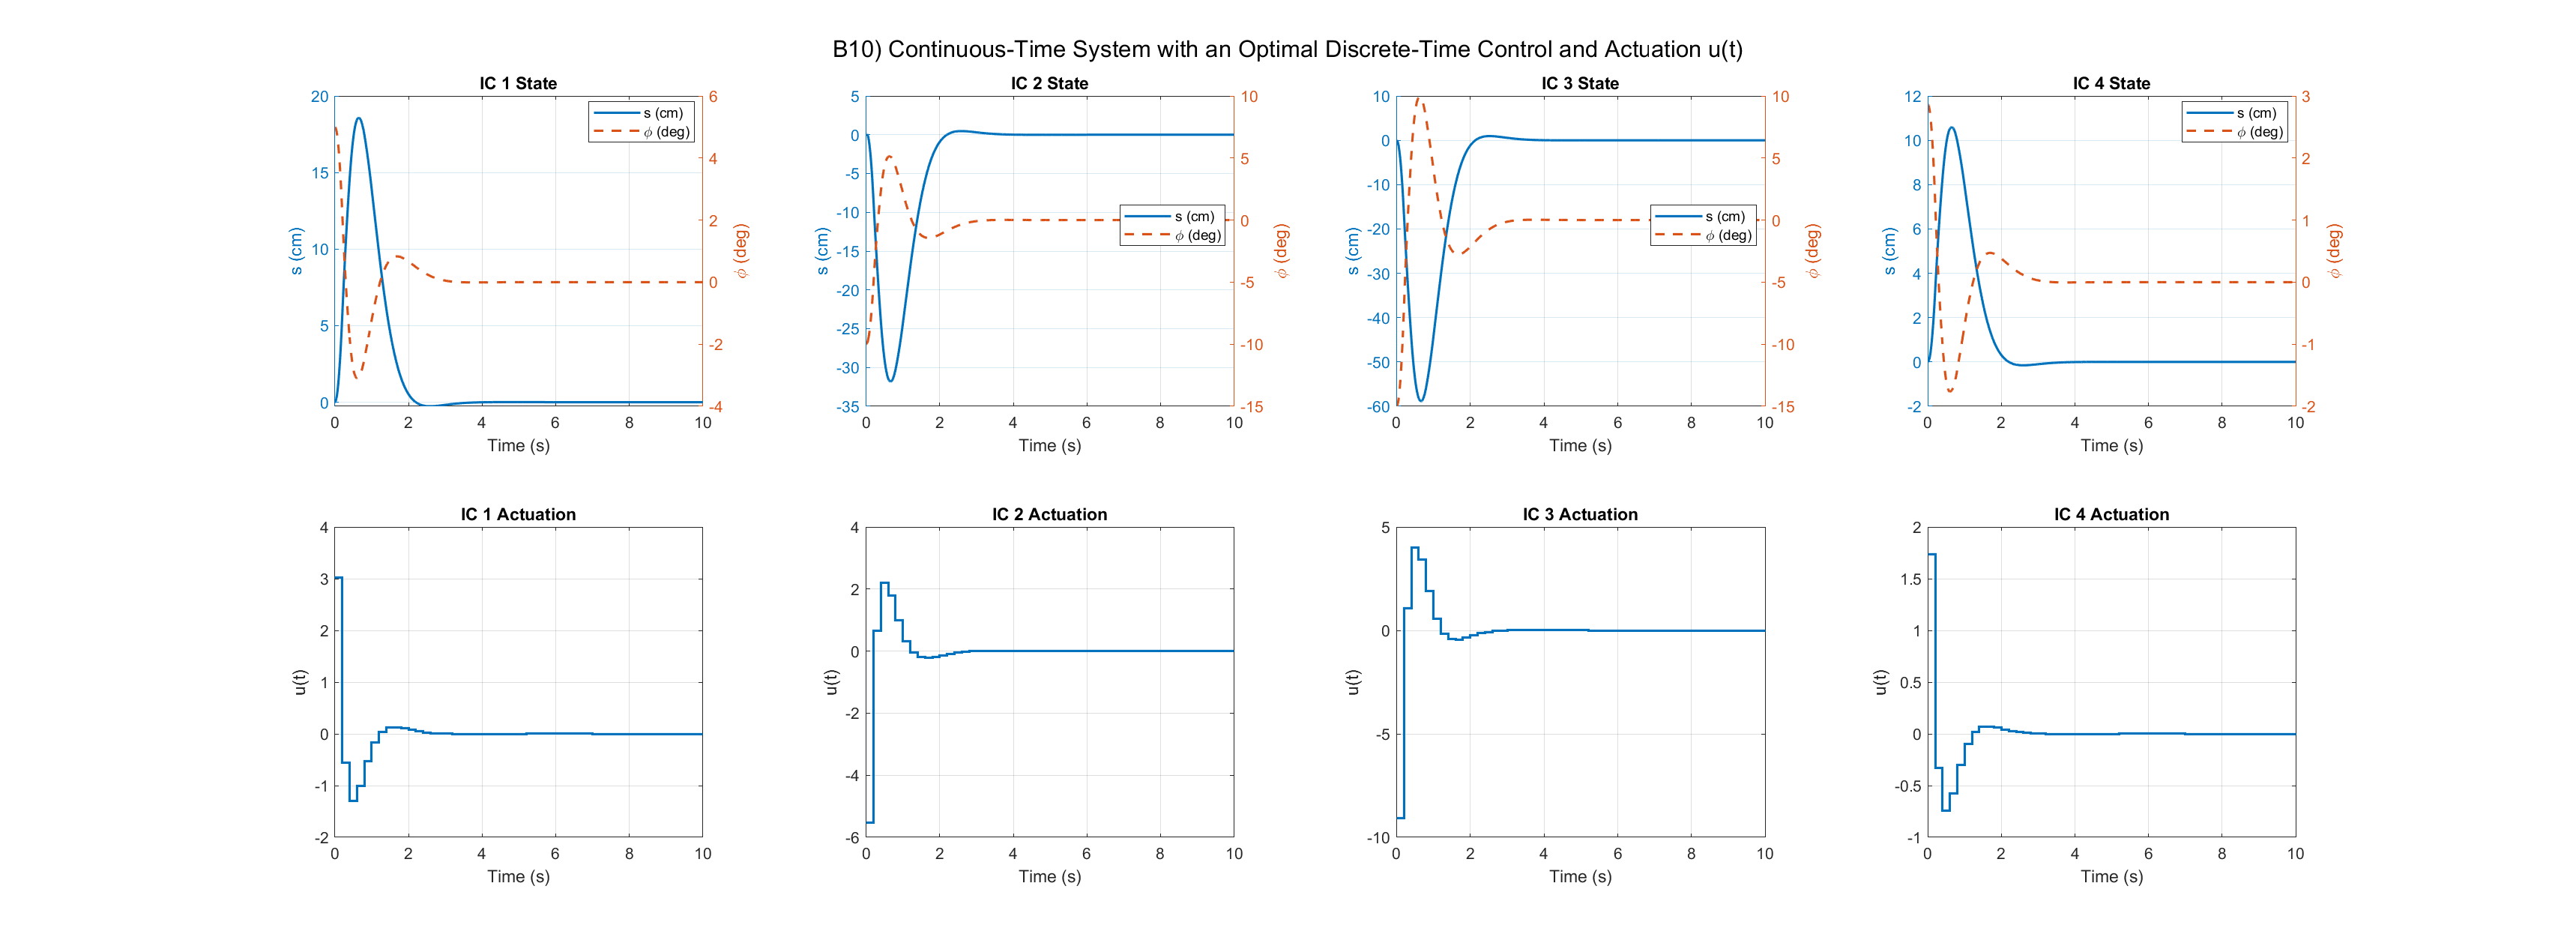 B10) Continuous-Time System with an Optimal Discrete-Time Control and Actuation u(t)
IC 1 State
20
15
10
5
0
s (cm)
6
4
2
0
-2
-4
ϕ (deg)
s (cm)
ϕ (deg)
0 2 4 6 8 10
Time (s)
IC 2 State
5
0
-5
-10
-15
-20
-25
-30
-35
s (cm)
10
5
0
-5
-10
-15
ϕ (deg)
s (cm)
ϕ (deg)
0 2 4 6 8 10
Time (s)
IC 3 State
10
0
-10
-20
-30
-40
-50
-60
s (cm)
10
5
0
-5
-10
-15
ϕ (deg)
s (cm)
ϕ (deg)
0 2 4 6 8 10
Time (s)
IC 4 State
12
10
8
6
4
2
0
-2
s (cm)
3
2
1
0
-1
-2
ϕ (deg)
s (cm)
ϕ (deg)
0 2 4 6 8 10
Time (s)
IC 1 Actuation
4
3
2
1
0
-1
-2
u(t)
0 2 4 6 8 10
Time (s)
IC 2 Actuation
4
2
0
-2
-4
-6
u(t)
0 2 4 6 8 10
Time (s)
IC 3 Actuation
5
0
-5
-10
u(t)
0 2 4 6 8 10
Time (s)
IC 4 Actuation
2
1.5
1
0.5
0
-0.5
-1
u(t)
0 2 4 6 8 10
Time (s)